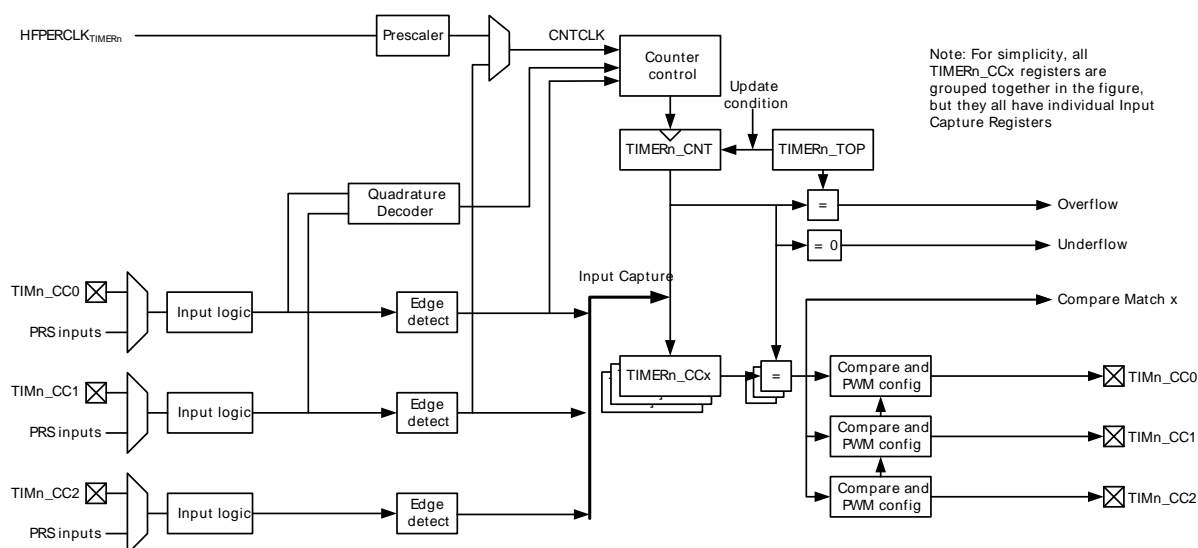 HFPERCLKTIMERn
Prescaler
CNTCLK
Counter
control
Note: For simplicity, all
TIMERn_CCx registers are
grouped together in the figure,
but they all have individual Input
Capture Registers
Update
condition
TIMERn_CNT
TIMERn_TOP
Quadrature
Decoder
=
Overflow
= 0
Underflow
Input Capture
TIMn_CC0
PRS inputs
Input logic
Edge
detect
Compare Match x
TIMERn_CCx
=
Compare and
PWM config
TIMn_CC0
TIMn_CC1
PRS inputs
Input logic
Edge
detect
Compare and
PWM config
TIMn_CC1
TIMn_CC2
PRS inputs
Input logic
Edge
detect
Compare and
PWM config
TIMn_CC2